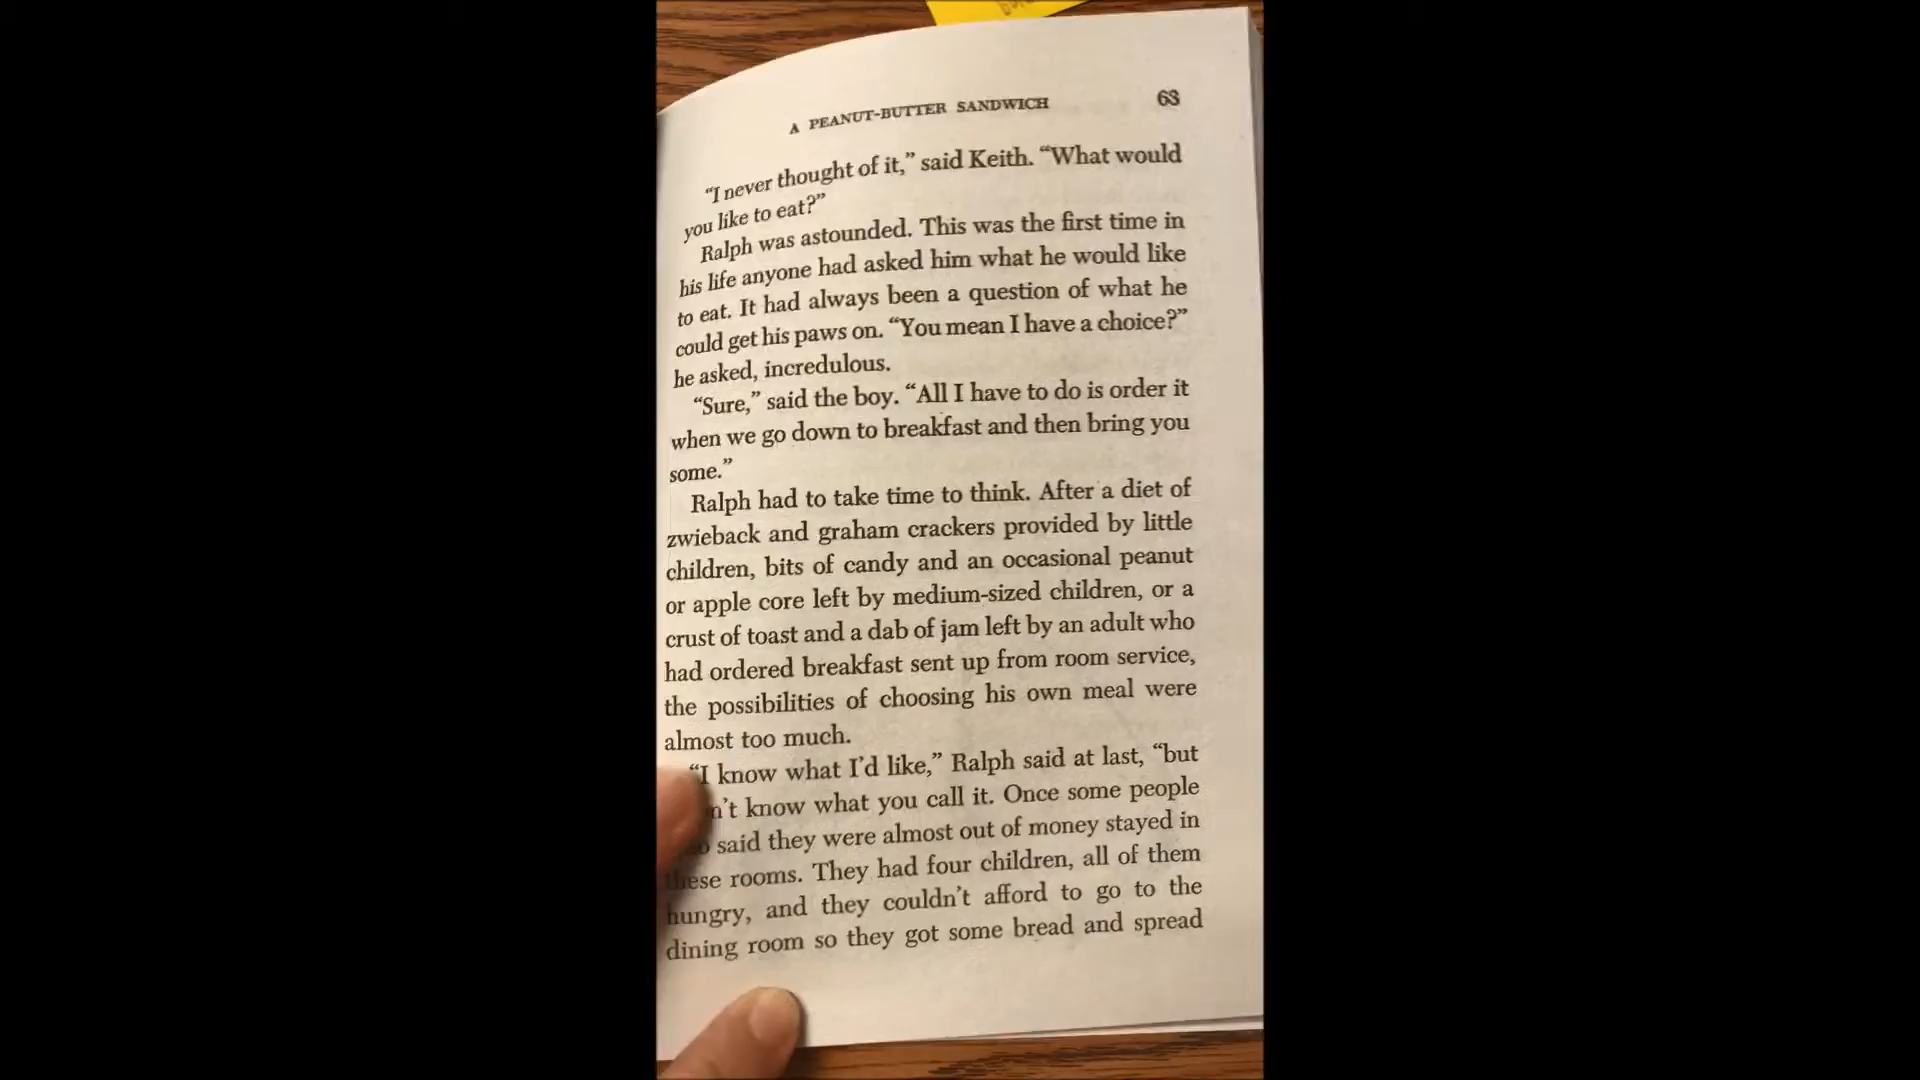 A PEANUT-BUTTER SANDWICH 63
“I never thought of it,” said Keith. “What would
you like to eat?”
Ralph was astounded. This was the first time in
his life anyone had asked him what he would like
to eat. It had always been a question of what he
could get his paws on. “You mean I have a choice?”
he asked, incredulous.
“Sure,” said the boy. “All I have to do is order it
when we go down to breakfast and then bring you
some.”
Ralph had to take time to think. After a diet of
zwieback and graham crackers provided by little
children, bits of candy and an occasional peanut
or apple core left by medium-sized children, or a
crust of toast and a dab of jam left by an adult who
had ordered breakfast sent up from room service,
the possibilities of choosing his own meal were
almost too much.
“I know what I’d like,” Ralph said at last, “but
n’t know what you call it. Once some people
said they were almost out of money stayed in
these rooms. They had four children, all of them
hungry, and they couldn’t afford to go to the
dining room so they got some bread and spread